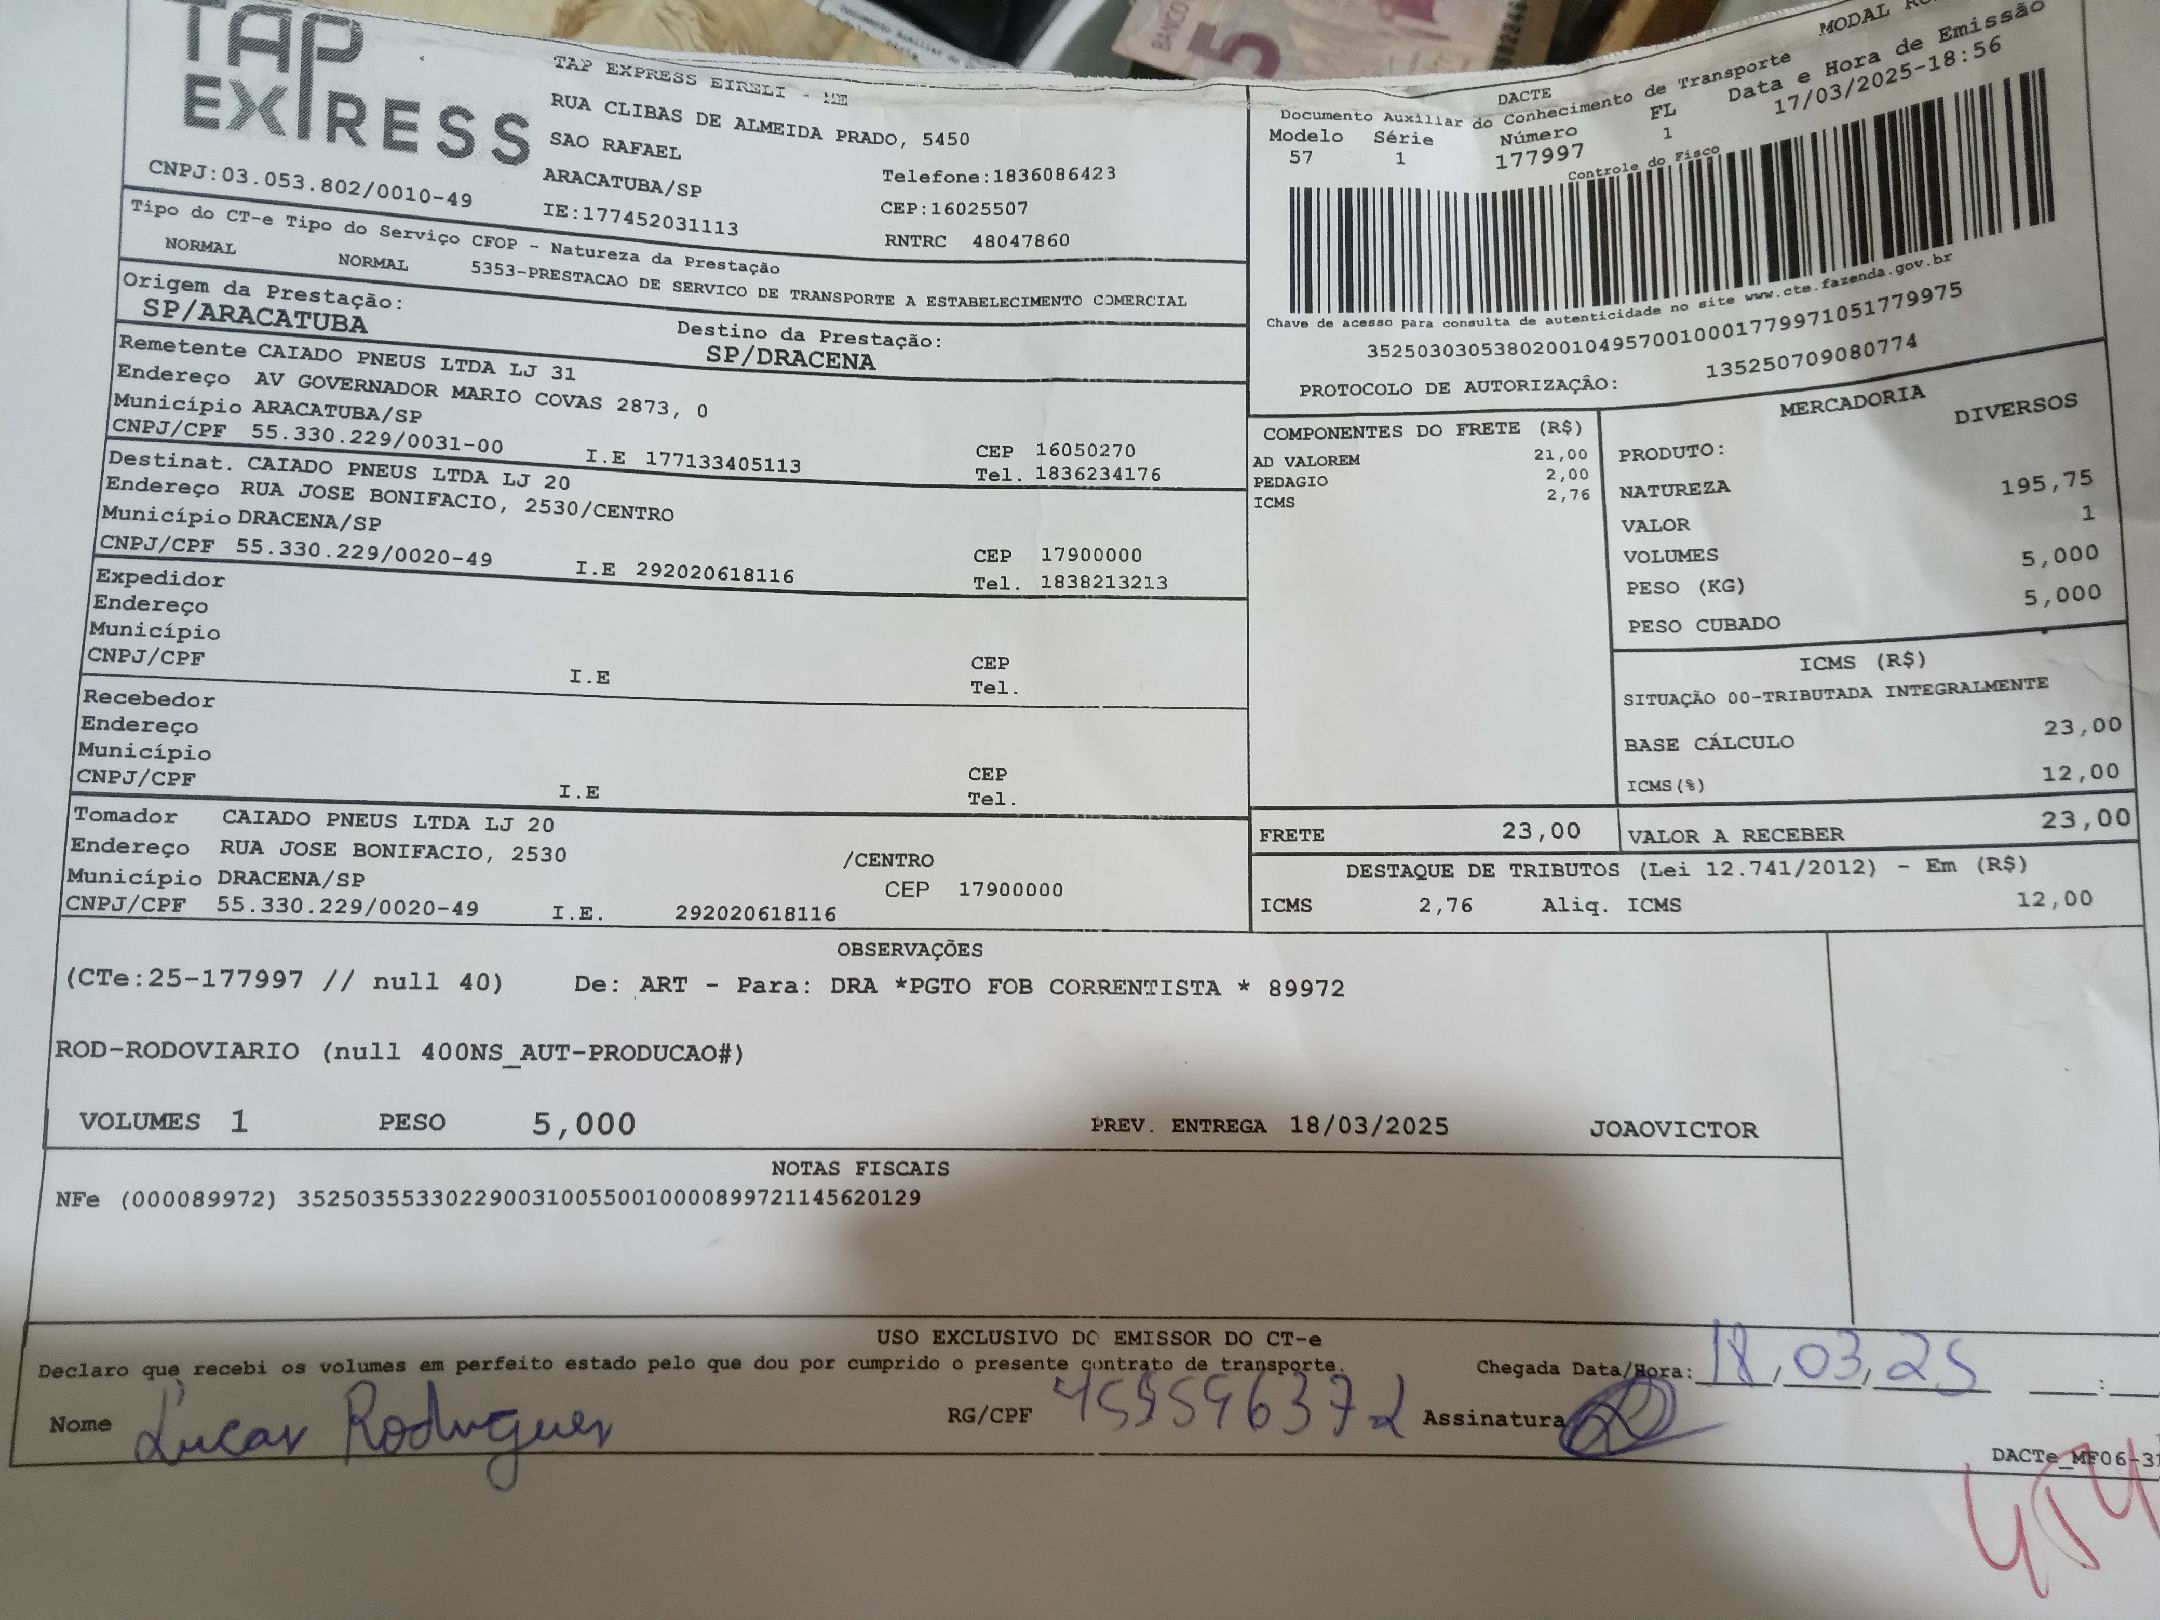 TAP
EXPRESS
CNPJ:03.053.802/0010-49
TAP EXPRESS EIRELI - ME
RUA CLIBAS DE ALMEIDA PRADO, 5450
SAO RAFAEL
ARACATUBA/SP
IE:177452031113
Telefone:1836086423
CEP:16025507
RNTRC 48047860
DACTE
MODAL
Documento Auxiliar do Conhecimento de Transporte
Modelo Série Número FL Data e Hora de Emissão
57 1 177997 1 17/03/2025-18:56
Controle do Fisco
Chave de acesso para consulta de autenticidade no site www.cte.fazenda.gov.br
35250303053802001049570010001779971051779975
PROTOCOLO DE AUTORIZAÇÃO: 135250709080774
Tipo do CT-e Tipo do Serviço CFOP - Natureza da Prestação
NORMAL NORMAL 5353-PRESTACAO DE SERVICO DE TRANSPORTE A ESTABELECIMENTO COMERCIAL
Origem da Prestação: Destino da Prestação:
SP/ARACATUBA SP/DRACENA
Remetente CAIADO PNEUS LTDA LJ 31
Endereço AV GOVERNADOR MARIO COVAS 2873, 0
Município ARACATUBA/SP CEP 16050270
CNPJ/CPF 55.330.229/0031-00 I.E 177133405113 Tel. 1836234176
Destinat. CAIADO PNEUS LTDA LJ 20
Endereço RUA JOSE BONIFACIO, 2530/CENTRO
Município DRACENA/SP CEP 17900000
CNPJ/CPF 55.330.229/0020-49 I.E 292020618116 Tel. 1838213213
Expedidor
Endereço
Município CEP
CNPJ/CPF I.E Tel.
Recebedor
Endereço
Município CEP
CNPJ/CPF I.E Tel.
Tomador CAIADO PNEUS LTDA LJ 20
Endereço RUA JOSE BONIFACIO, 2530 /CENTRO
Município DRACENA/SP CEP 17900000
CNPJ/CPF 55.330.229/0020-49 I.E. 292020618116
COMPONENTES DO FRETE (R$)
AD VALOREM 21,00
PEDAGIO 2,00
ICMS 2,76
MERCADORIA
PRODUTO: DIVERSOS
NATUREZA
VALOR 195,75
VOLUMES 1
PESO (KG) 5,000
PESO CUBADO 5,000
ICMS (R$)
SITUAÇÃO 00-TRIBUTADA INTEGRALMENTE
BASE CÁLCULO 23,00
ICMS(%) 12,00
FRETE 23,00 VALOR A RECEBER 23,00
DESTAQUE DE TRIBUTOS (Lei 12.741/2012) - Em (R$)
ICMS 2,76 Aliq. ICMS 12,00
OBSERVAÇÕES
(CTe:25-177997 // null 40) De: ART - Para: DRA *PGTO FOB CORRENTISTA * 89972
ROD-RODOVIARIO (null 400NS_AUT-PRODUCAO#)
VOLUMES 1 PESO 5,000 PREV. ENTREGA 18/03/2025 JOAOVICTOR
NOTAS FISCAIS
NFe (000089972) 35250355330229003100550010000899721145620129
USO EXCLUSIVO DO EMISSOR DO CT-e
Declaro que recebi os volumes em perfeito estado pelo que dou por cumprido o presente contrato de transporte. Chegada Data/Hora: 18,03,25 :
Nome Lucas Rodrigues RG/CPF Assinatura
DACTe_MF06-31
BANCO
5